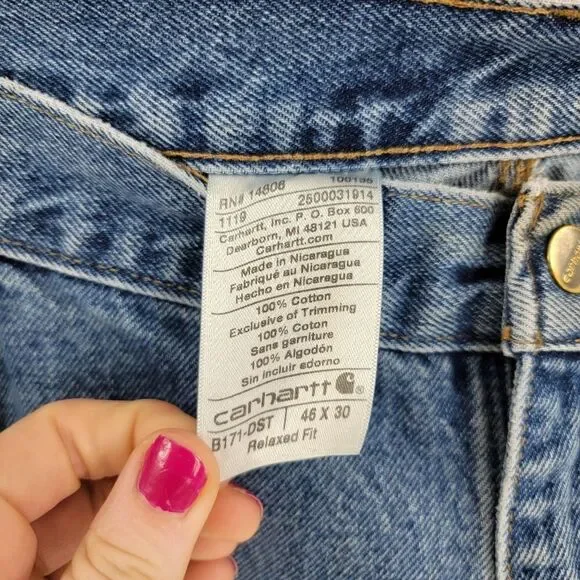 RN# 14806 100195
1119 2500031914
Carhartt, Inc. P. O. Box 600
Dearborn, MI 48121 USA
Carhartt.com
Made in Nicaragua
Fabriqué au Nicaragua
Hecho en Nicaragua
100% Cotton
Exclusive of Trimming
100% Coton
Sans garniture
100% Algodón
Sin incluir adorno
carhartt ®
B171-DST 46 X 30
Relaxed Fit